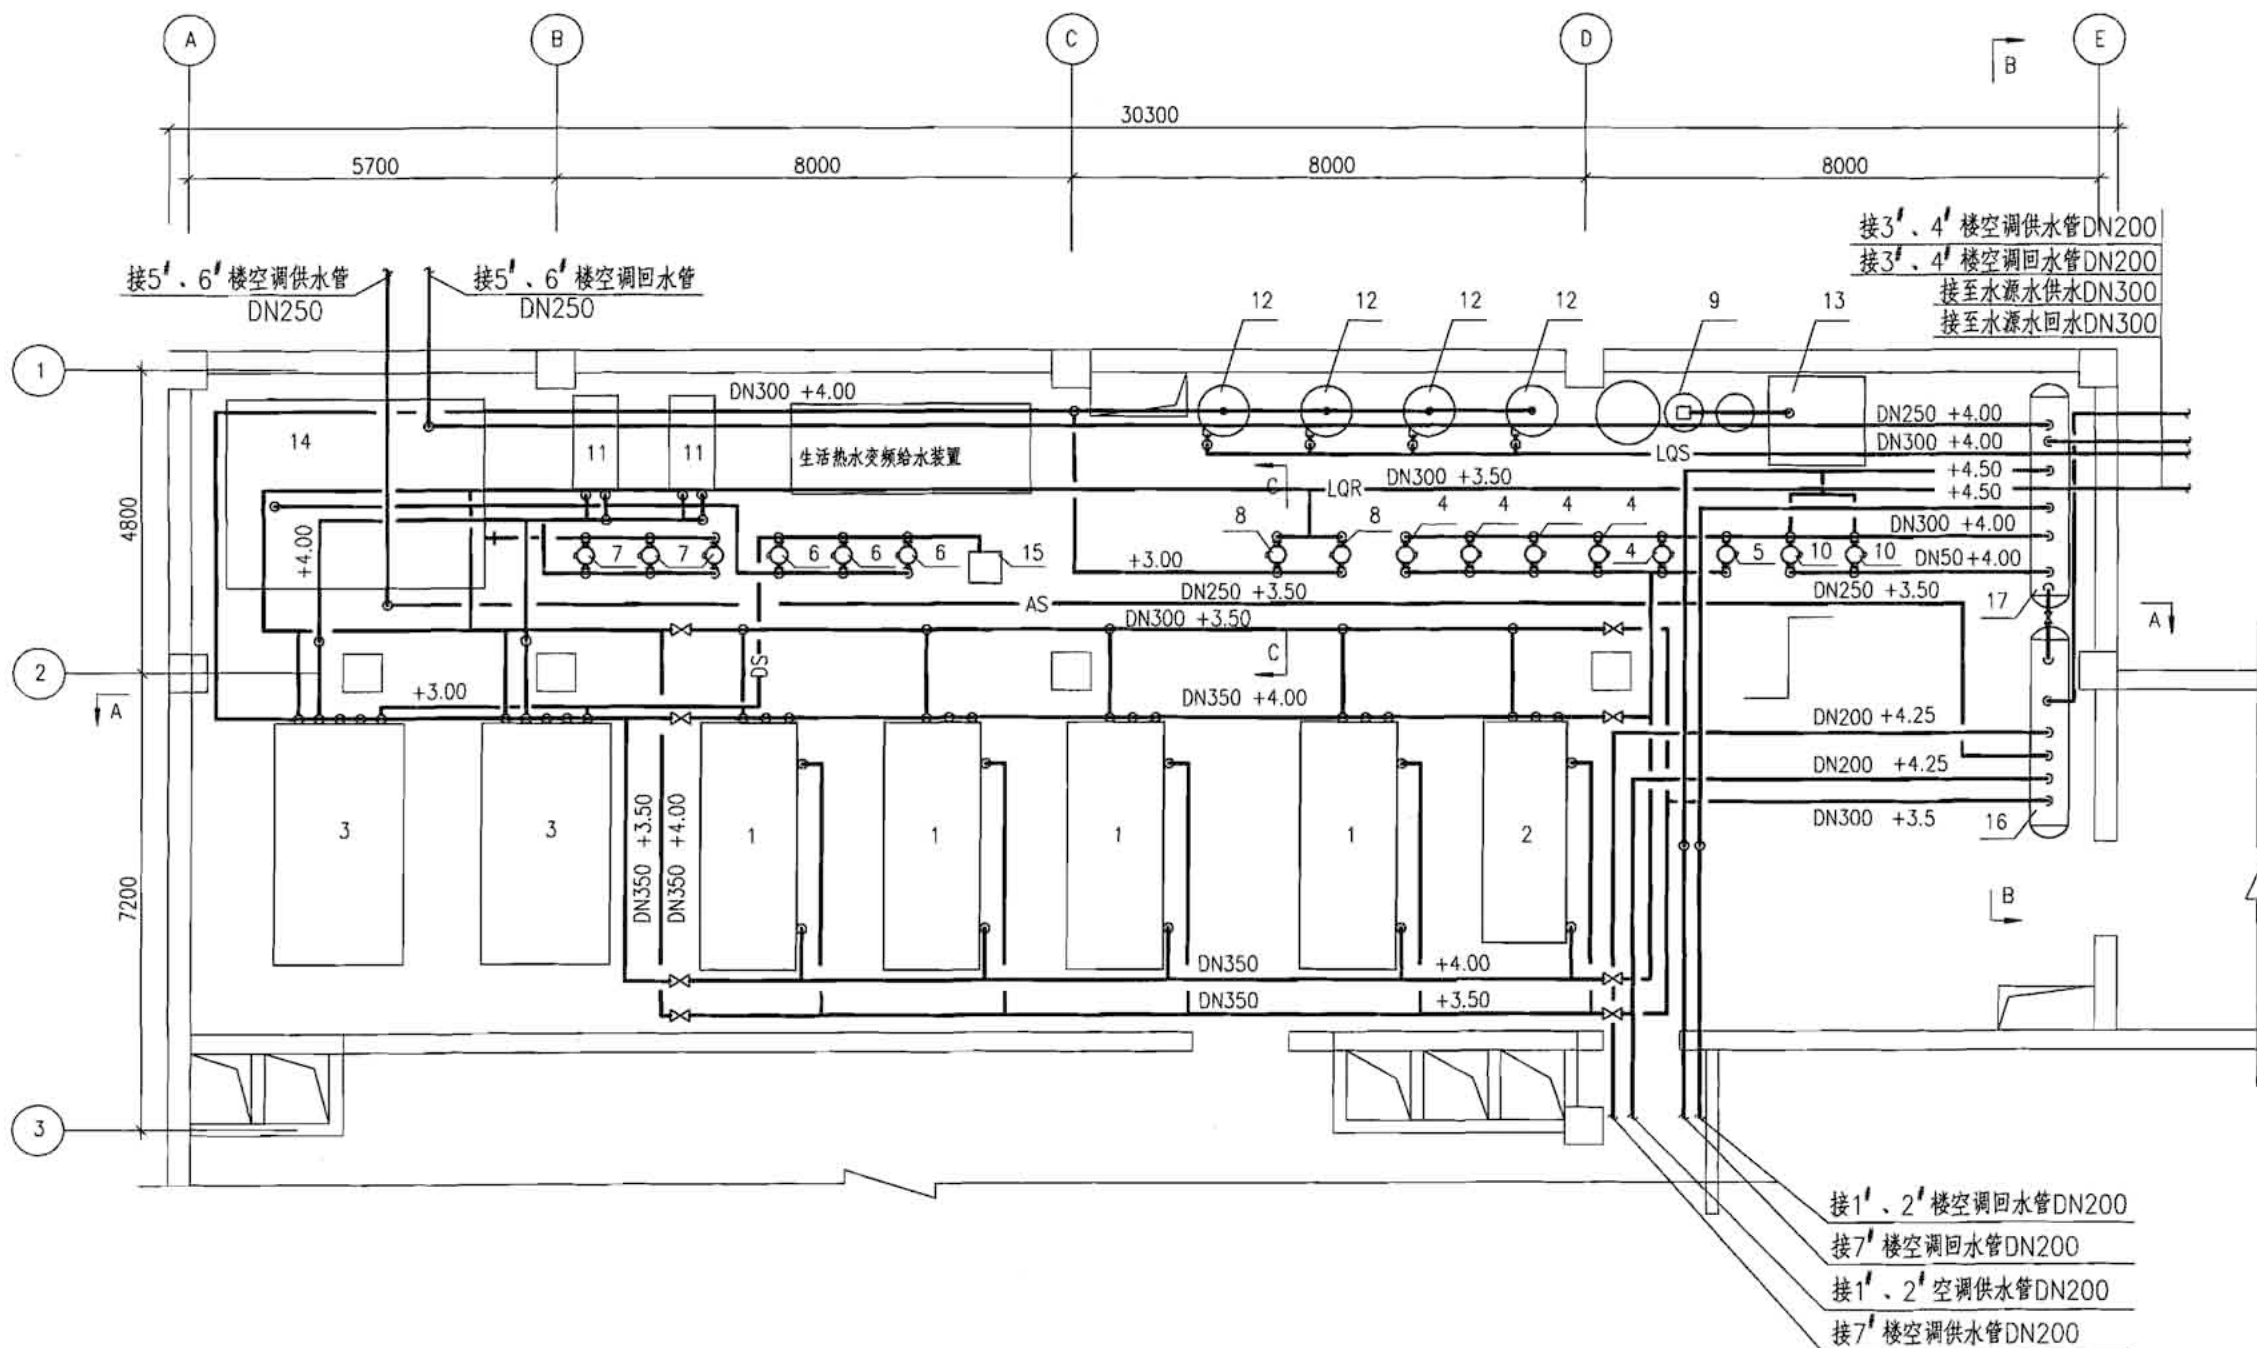 A
B
C
D
B
E
30300
5700
8000
8000
8000
接3#、4#楼空调供水管DN200
接3#、4#楼空调回水管DN200
接至水源水供水DN300
接至水源水回水DN300
接5#、6#楼空调供水管
DN250
接5#、6#楼空调回水管
DN250
12
12
12
12
9
13
1
DN300 +4.00
DN250 +4.00
14
11
11
生活热水变频给水装置
DN300 +4.00
LQS
+4.50
C
LQR
DN300 +3.50
+4.50
4800
+4.00
8
8
4
4
4
4
DN300 +4.00
7
7
6
6
6
15
+3.00
4
5
10
10
DN50+4.00
DN250 +3.50
DN250 +3.50
AS
17
A
DN300 +3.50
2
DS
C
+3.00
DN350 +4.00
A
DN200 +4.25
DN200 +4.25
DN300 +3.5
16
3
3
DN350 +3.50
DN350 +4.00
1
1
1
1
2
7200
B
DN350
+4.00
DN350
+3.50
3
接1#、2#楼空调回水管DN200
接7#楼空调回水管DN200
接1#、2#空调供水管DN200
接7#楼空调供水管DN200